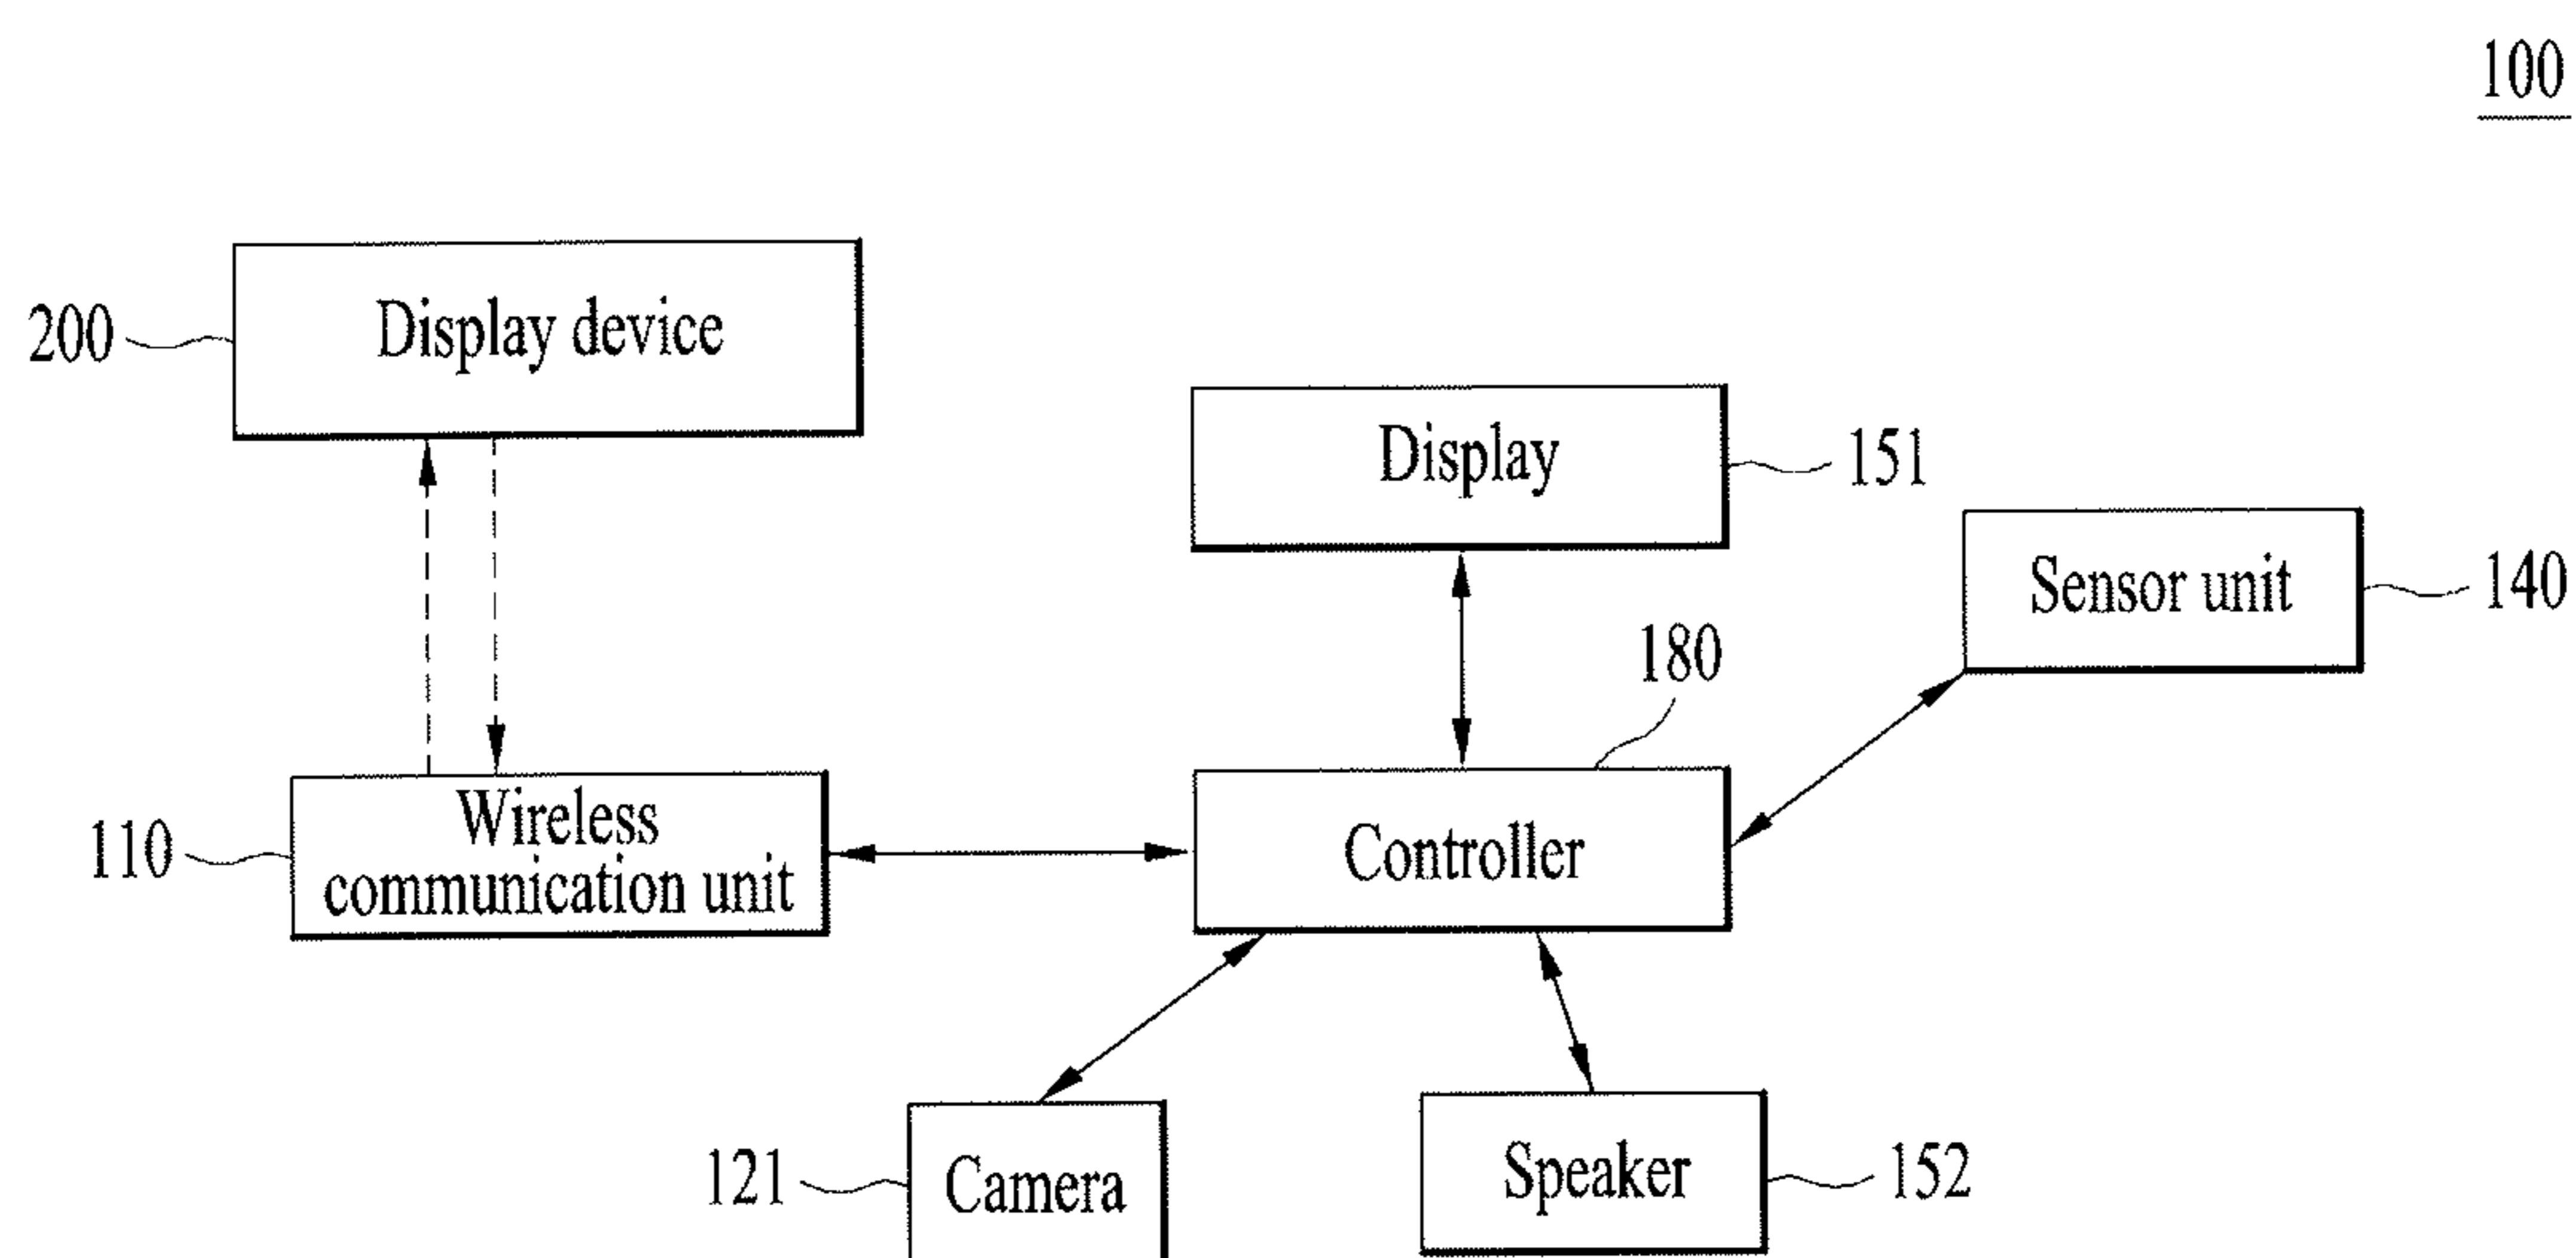 100
Display device
200
Display
151
Sensor unit
140
180
Wireless
communication unit
110
Controller
Camera
121
Speaker
152